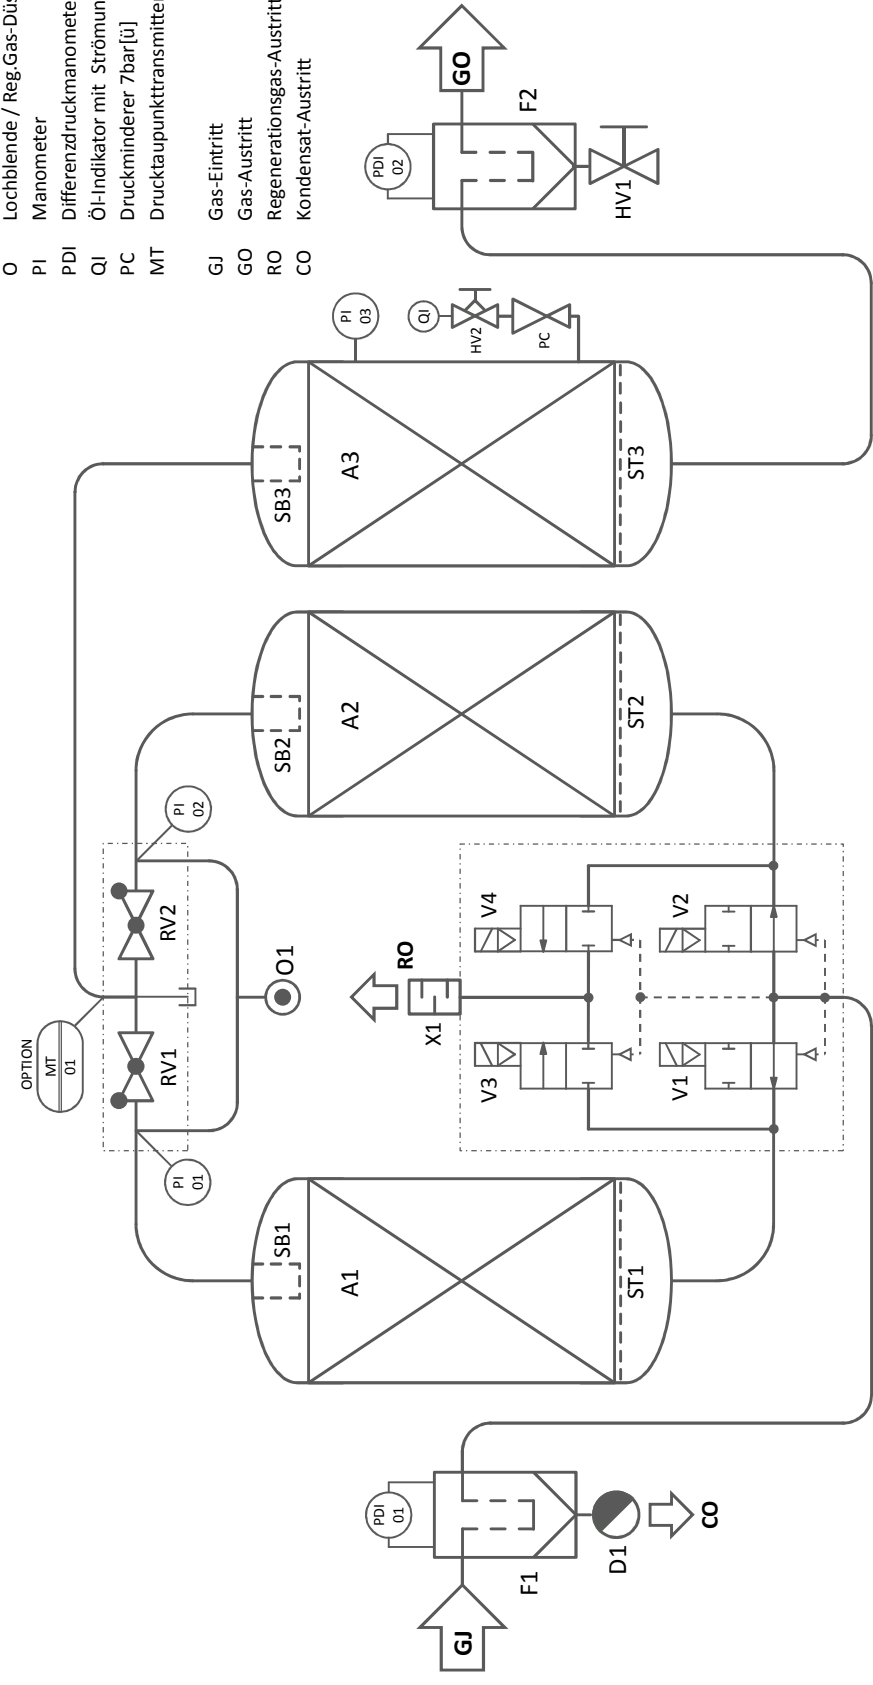 O Lochblende / Reg.Gas-Düs
PI Manometer
PDI Differenzdruckmanomete
QI Öl-Indikator mit Strömun
PC Druckminderer 7bar[ü]
MT Drucktaupunkttransmitter
GJ Gas-Eintritt
GO Gas-Austritt
RO Regenerationsgas-Austritt
CO Kondensat-Austritt
OPTION
MT
01
RV1
RV2
PI
01
PI
02
O1
PI
03
QI
HV2
PC
SB1
A1
ST1
SB2
A2
ST2
SB3
A3
ST3
RO
X1
V3
V4
V1
V2
PDI
01
GJ
F1
D1
CO
PDI
02
GO
F2
HV1